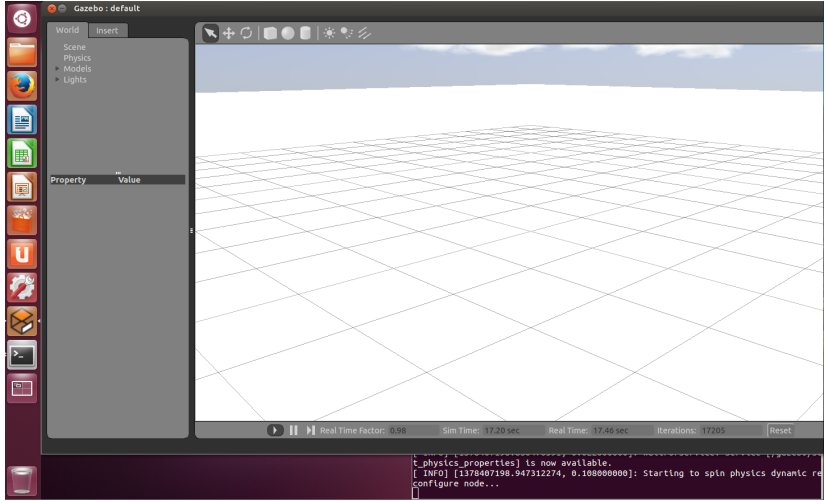 Gazebo : default
World Insert
Scene
Physics
Models
Lights
Property Value
Real Time Factor: 0.98 Sim Time: 17.20 sec Real Time: 17.46 sec Iterations: 17205 Reset
t_physics_properties] is now available.
[ INFO] [1378407198.947312274, 0.108000000]: Starting to spin physics dynamic re
configure node...